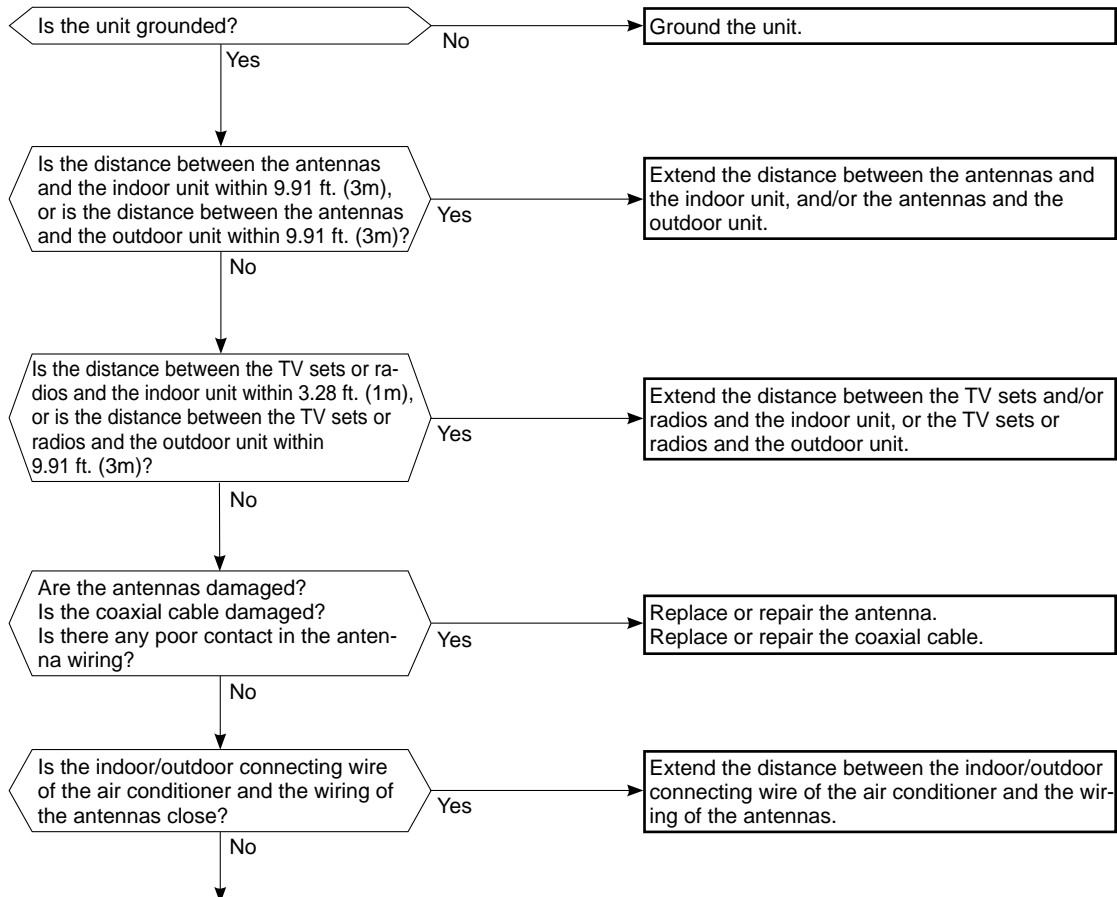 Is the unit grounded?
No
Ground the unit.
Yes
Is the distance between the antennas
and the indoor unit within 9.91 ft. (3m),
or is the distance between the antennas
and the outdoor unit within 9.91 ft. (3m)?
Yes
Extend the distance between the antennas and
the indoor unit, and/or the antennas and the
outdoor unit.
No
Is the distance between the TV sets or ra-
dios and the indoor unit within 3.28 ft. (1m),
or is the distance between the TV sets or
radios and the outdoor unit within
9.91 ft. (3m)?
Yes
Extend the distance between the TV sets and/or
radios and the indoor unit, or the TV sets or
radios and the outdoor unit.
No
Are the antennas damaged?
Is the coaxial cable damaged?
Is there any poor contact in the anten-
na wiring?
Yes
Replace or repair the antenna.
Replace or repair the coaxial cable.
No
Is the indoor/outdoor connecting wire
of the air conditioner and the wiring of
the antennas close?
Yes
Extend the distance between the indoor/outdoor
connecting wire of the air conditioner and the wir-
ing of the antennas.
No